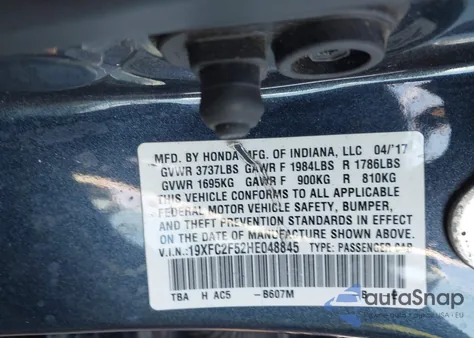 MFD. BY HONDA MFG. OF INDIANA, LLC 04/'17
GVWR 3737LBS GAWR F 1984LBS R 1786LBS
GVWR 1695KG GAWR F 900KG R 810KG
THIS VEHICLE CONFORMS TO ALL APPLICABLE
FEDERAL MOTOR VEHICLE SAFETY, BUMPER,
AND THEFT PREVENTION STANDARDS IN EFFECT
ON THE DATE OF MANUFACTURE SHOWN ABOVE.
V.I.N.:19XFC2F52HE048845 TYPE: PASSENGER CAR
TBA H AC5 -B607M
autaSnap